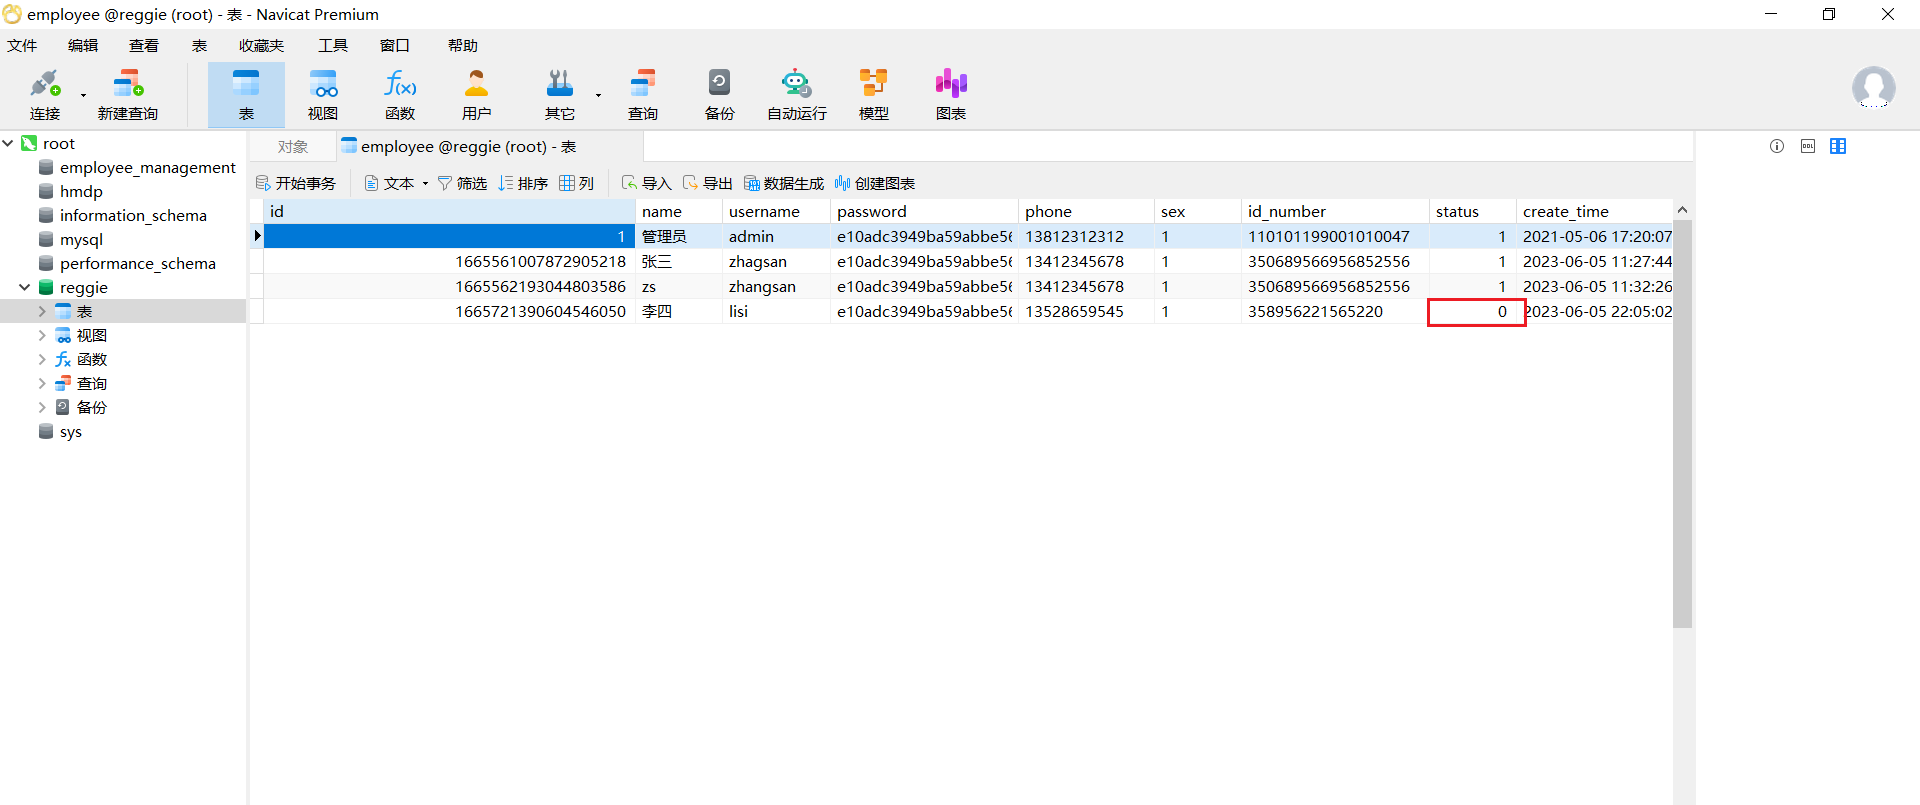 employee @reggie (root) - 表 - Navicat Premium
文件 编辑 查看 表 收藏夹 工具 窗口 帮助
连接 新建查询 表 视图 函数 用户 其它 查询 备份 自动运行 模型 图表
root
employee_management
hmdp
information_schema
mysql
performance_schema
reggie
表
视图
函数
查询
备份
sys
对象 employee @reggie (root) - 表
开始事务 文本 筛选 排序 列 导入 导出 数据生成 创建图表
id name username password phone sex id_number status create_time
1 管理员 admin e10adc3949ba59abbe56 13812312312 1 110101199001010047 1 2021-05-06 17:20:07
1665561007872905218 张三 zhagsan e10adc3949ba59abbe56 13412345678 1 350689566956852556 1 2023-06-05 11:27:44
1665562193044803586 zs zhangsan e10adc3949ba59abbe56 13412345678 1 350689566956852556 1 2023-06-05 11:32:26
1665721390604546050 李四 lisi e10adc3949ba59abbe56 13528659545 1 358956221565220 0 2023-06-05 22:05:02